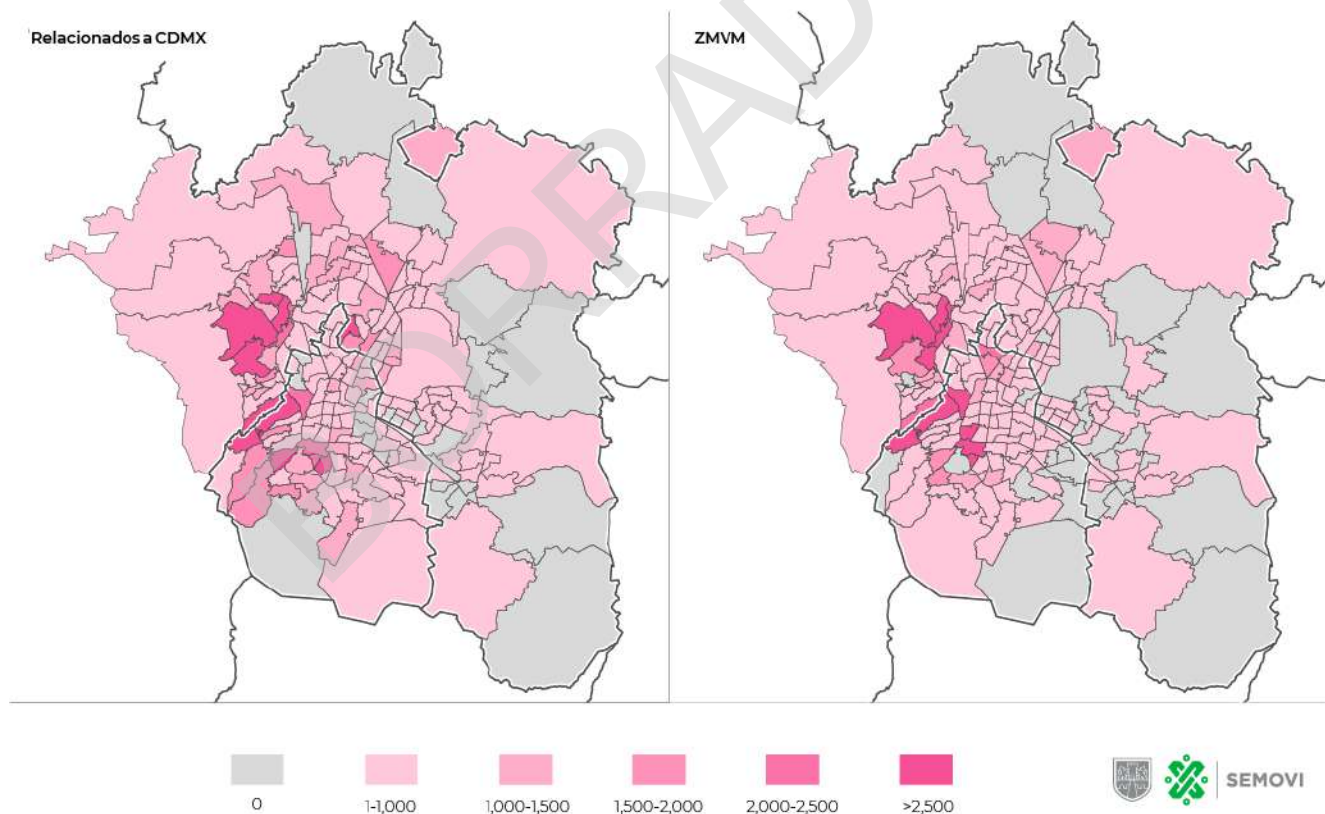 Relacionados a CDMX
ZMVM
BORRAD
0
1-1,000
1,000-1,500
1,500-2,000
2,000-2,500
>2,500
SEMOVI